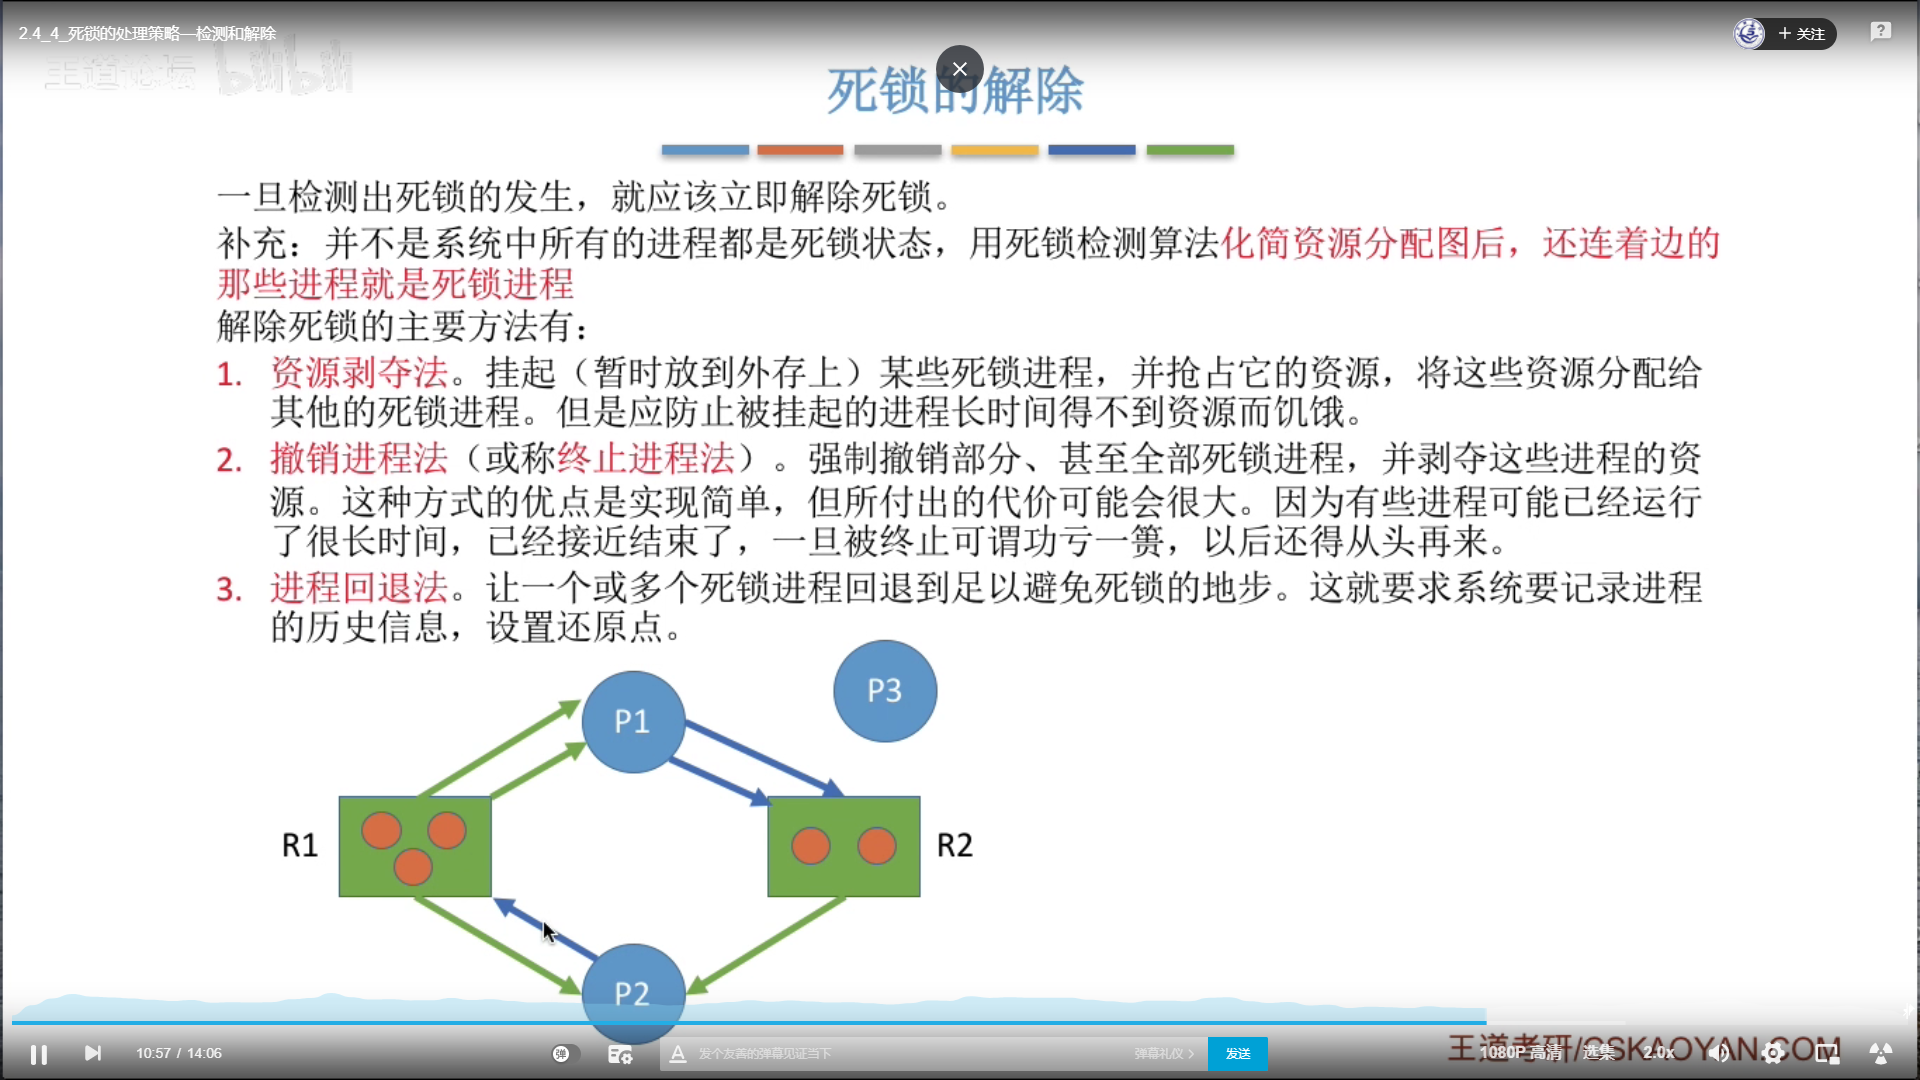 2.4_4_死锁的处理策略—检测和解除
+ 关注
王道论坛 bilibili
死锁的解除
一旦检测出死锁的发生，就应该立即解除死锁。
补充：并不是系统中所有的进程都是死锁状态，用死锁检测算法化简资源分配图后，还连着边的
那些进程就是死锁进程
解除死锁的主要方法有：
1. 资源剥夺法。挂起（暂时放到外存上）某些死锁进程，并抢占它的资源，将这些资源分配给
其他的死锁进程。但是应防止被挂起的进程长时间得不到资源而饥饿。
2. 撤销进程法（或称终止进程法）。强制撤销部分、甚至全部死锁进程，并剥夺这些进程的资
源。这种方式的优点是实现简单，但所付出的代价可能会很大。因为有些进程可能已经运行
了很长时间，已经接近结束了，一旦被终止可谓功亏一篑，以后还得从头再来。
3. 进程回退法。让一个或多个死锁进程回退到足以避免死锁的地步。这就要求系统要记录进程
的历史信息，设置还原点。
P3
P1
R1
R2
P2
10:57 / 14:06
弹
A 发个友善的弹幕见证当下
弹幕礼仪 >
发送
王道考研/CSKAOYAN.COM
1080P 高清
选集
2.0x